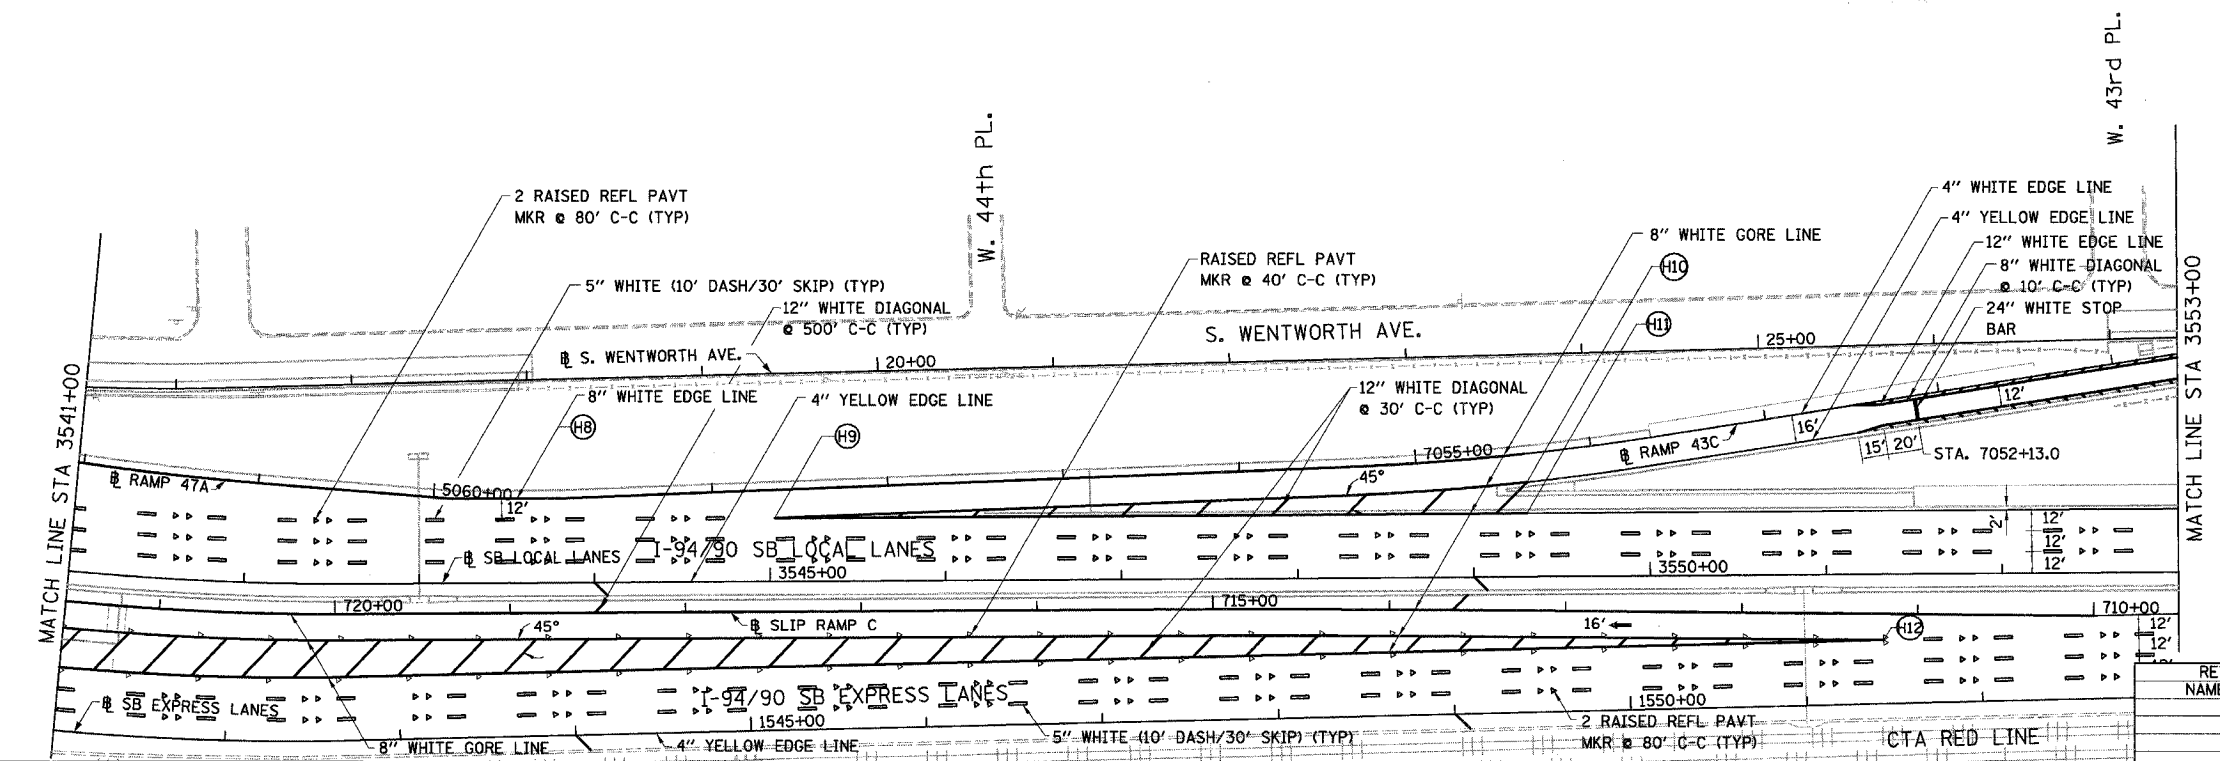 W. 43rd PL.
W. 44th PL.
2 RAISED REFL PAVT
MKR @ 80' C-C (TYP)
5" WHITE (10' DASH/30' SKIP) (TYP)
12" WHITE DIAGONAL
@ 500' C-C (TYP)
RAISED REFL PAVT
MKR @ 40' C-C (TYP)
8" WHITE GORE LINE
H10
H11
4" WHITE EDGE LINE
4" YELLOW EDGE LINE
12" WHITE EDGE LINE
8" WHITE DIAGONAL
@ 10' C-C (TYP)
24" WHITE STOP
BAR
MATCH LINE STA 3541+00
MATCH LINE STA 3553+00
℄ S. WENTWORTH AVE.
20+00
S. WENTWORTH AVE.
25+00
8" WHITE EDGE LINE
H8
4" YELLOW EDGE LINE
H9
12" WHITE DIAGONAL
@ 30' C-C (TYP)
12'
16'
15'
20'
STA. 7052+13.0
℄ RAMP 47A
5060+00
12'
7055+00
℄ RAMP 43C
45°
2'
12'
12'
12'
℄ SB LOCAL LANES
I-94/90 SB LOCAL LANES
3545+00
3550+00
720+00
715+00
710+00
45°
℄ SLIP RAMP C
16'
H12
12'
12'
℄ SB EXPRESS LANES
I-94/90 SB EXPRESS LANES
1545+00
1550+00
8" WHITE GORE LINE
4" YELLOW EDGE LINE
5" WHITE (10' DASH/30' SKIP) (TYP)
2 RAISED REFL PAVT
MKR @ 80' C-C (TYP)
CTA RED LINE